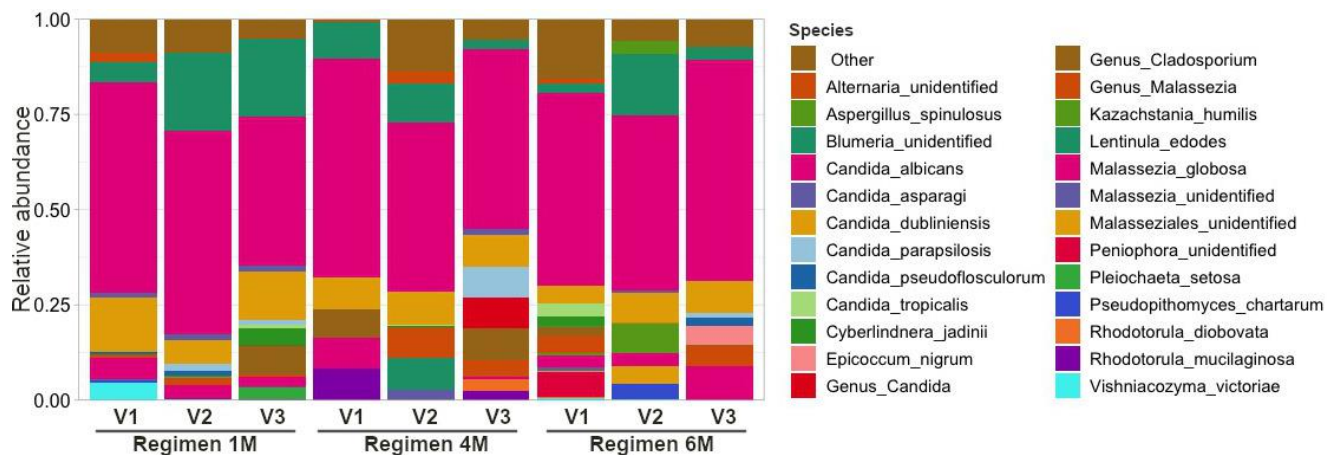 Relative abundance
1.00
0.75
0.50
0.25
0.00
V1 V2 V3 V1 V2 V3 V1 V2 V3
Regimen 1M Regimen 4M Regimen 6M
Species
Other
Alternaria_unidentified
Aspergillus_spinulosus
Blumeria_unidentified
Candida_albicans
Candida_asparagi
Candida_dubliniensis
Candida_parapsilosis
Candida_pseudoflosculorum
Candida_tropicalis
Cyberlindnera_jadinii
Epicoccum_nigrum
Genus_Candida
Genus_Cladosporium
Genus_Malassezia
Kazachstania_humilis
Lentinula_edodes
Malassezia_globosa
Malassezia_unidentified
Malasseziales_unidentified
Peniophora_unidentified
Pleiochaeta_setosa
Pseudopithomyces_chartarum
Rhodotorula_diobovata
Rhodotorula_mucilaginosa
Vishniacozyma_victoriae